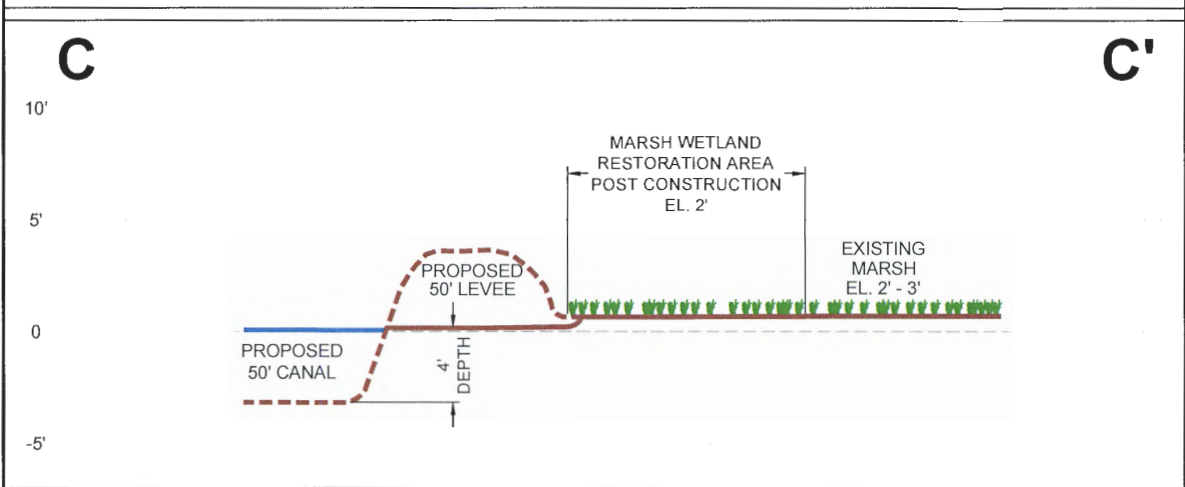 C
C'
10'
MARSH WETLAND
RESTORATION AREA
POST CONSTRUCTION
EL. 2'
5'
EXISTING
MARSH
EL. 2' - 3'
PROPOSED
50' LEVEE
0
PROPOSED
50' CANAL
4'
DEPTH
-5'